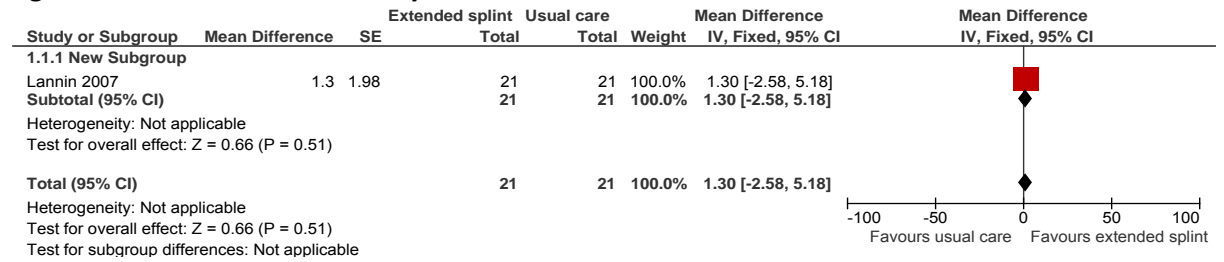 Extended splint Usual care Mean Difference Mean Difference
Study or Subgroup Mean Difference SE Total Total Weight IV, Fixed, 95% CI IV, Fixed, 95% CI
1.1.1 New Subgroup
Lannin 2007 1.3 1.98 21 21 100.0% 1.30 [-2.58, 5.18]
Subtotal (95% CI) 21 21 100.0% 1.30 [-2.58, 5.18]
Heterogeneity: Not applicable
Test for overall effect: Z = 0.66 (P = 0.51)
Total (95% CI) 21 21 100.0% 1.30 [-2.58, 5.18]
Heterogeneity: Not applicable
Test for overall effect: Z = 0.66 (P = 0.51)
Test for subgroup differences: Not applicable
-100 -50 0 50 100
Favours usual care Favours extended splint